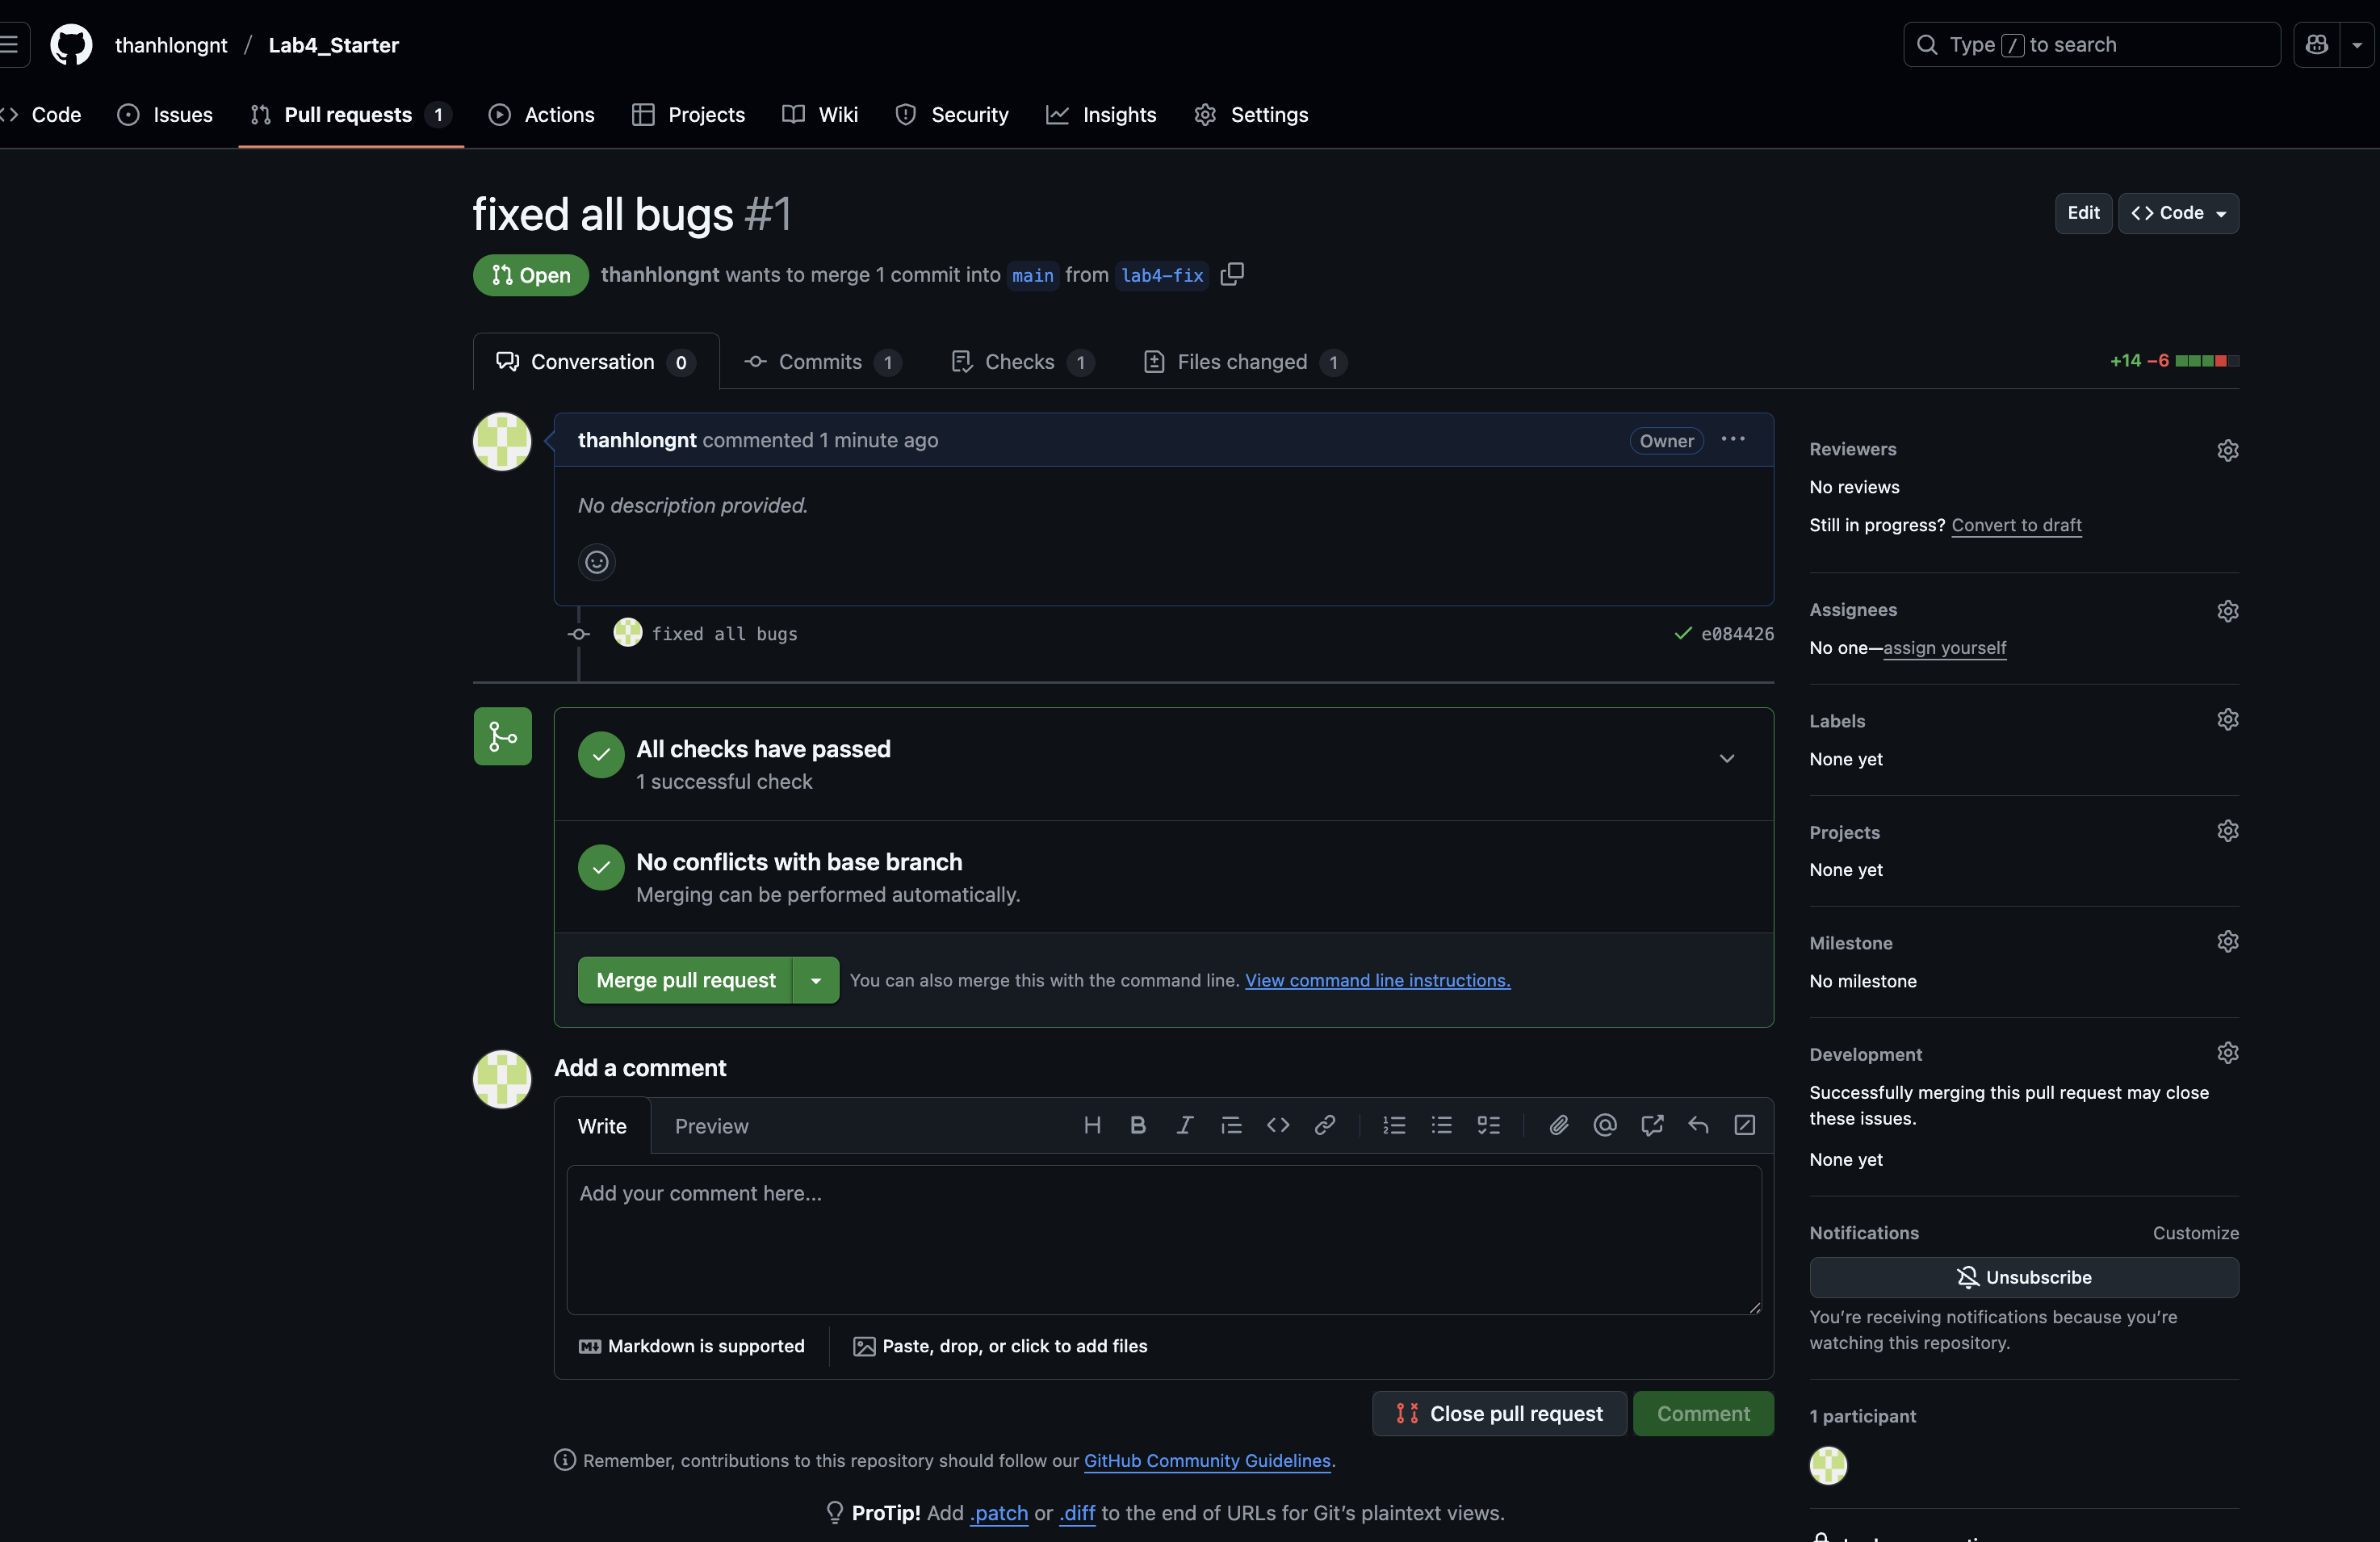 thanhlongnt / Lab4_Starter
Type / to search
Code Issues Pull requests 1 Actions Projects Wiki Security Insights Settings
fixed all bugs #1
Edit Code
Open thanhlongnt wants to merge 1 commit into main from lab4-fix
Conversation 0 Commits 1 Checks 1 Files changed 1 +14 −6
thanhlongnt commented 1 minute ago Owner
No description provided.
fixed all bugs e084426
All checks have passed
1 successful check
No conflicts with base branch
Merging can be performed automatically.
Merge pull request You can also merge this with the command line. View command line instructions.
Add a comment
Write Preview
Add your comment here...
Markdown is supported Paste, drop, or click to add files
Close pull request Comment
Remember, contributions to this repository should follow our GitHub Community Guidelines.
ProTip! Add .patch or .diff to the end of URLs for Git’s plaintext views.
Reviewers
No reviews
Still in progress? Convert to draft
Assignees
No one—assign yourself
Labels
None yet
Projects
None yet
Milestone
No milestone
Development
Successfully merging this pull request may close
these issues.
None yet
Notifications Customize
Unsubscribe
You’re receiving notifications because you’re
watching this repository.
1 participant